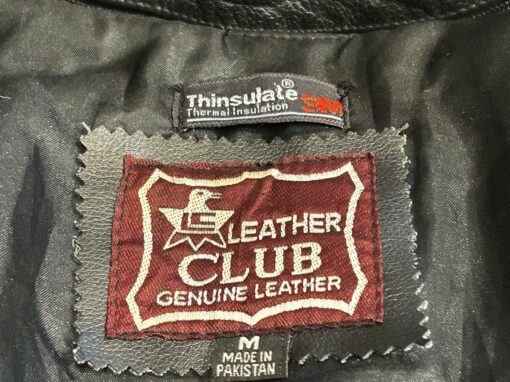 Thinsulate®
Thermal Insulation
3M
LEATHER
CLUB
GENUINE LEATHER
M
MADE IN
PAKISTAN